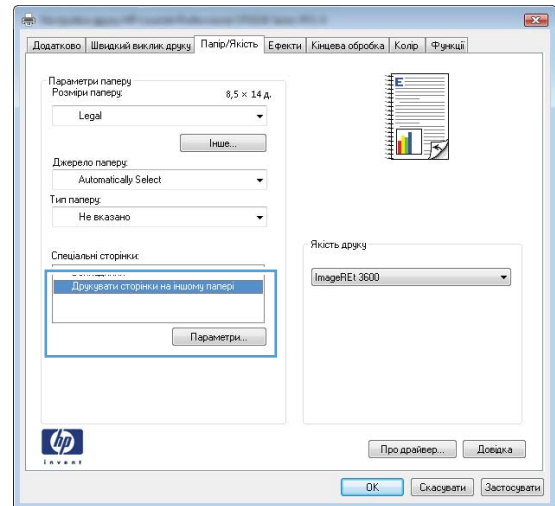 Додатково Швидкий виклик друку Папір/Якість Ефекти Кінцева обробка Колір Функції
Параметри паперу
Розміри паперу: 8,5 × 14 д.
Legal
Інше...
Джерело паперу:
Automatically Select
Тип паперу:
Не вказано
Спеціальні сторінки:
Друкувати сторінки на іншому папері
Параметри...
E
Якість друку
ImageREt 3600
hp
invent
Про драйвер... Довідка
OK Скасувати Застосувати